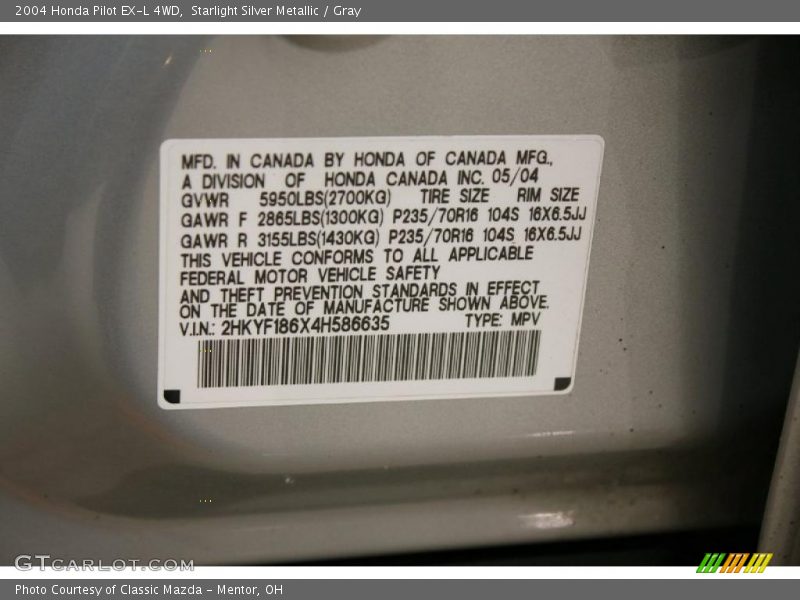 2004 Honda Pilot EX-L 4WD,  Starlight Silver Metallic / Gray
MFD. IN CANADA BY HONDA OF CANADA MFG.,
A DIVISION OF HONDA CANADA INC. 05/04
GVWR 5950LBS(2700KG) TIRE SIZE RIM SIZE
GAWR F 2865LBS(1300KG) P235/70R16 104S 16X6.5JJ
GAWR R 3155LBS(1430KG) P235/70R16 104S 16X6.5JJ
THIS VEHICLE CONFORMS TO ALL APPLICABLE
FEDERAL MOTOR VEHICLE SAFETY
AND THEFT PREVENTION STANDARDS IN EFFECT
ON THE DATE OF MANUFACTURE SHOWN ABOVE.
V.I.N.: 2HKYF186X4H586635 TYPE: MPV
GTCARLOT.COM
Photo Courtesy of Classic Mazda - Mentor, OH